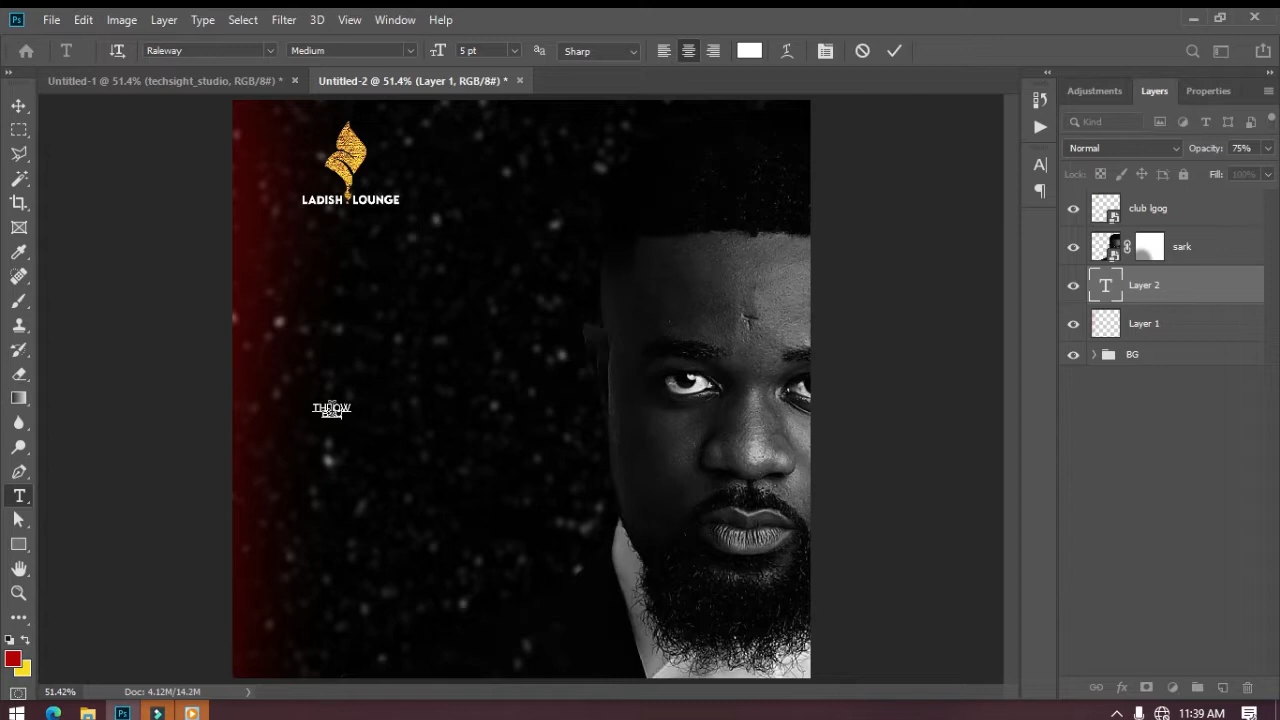 Ps File Edit Image Layer Type Select Filter 3D View Window Help
T Raleway Medium 5 pt Sharp
Untitled-1 @ 51.4% (techsight_studio, RGB/8#) * Untitled-2 @ 51.4% (Layer 1, RGB/8#) *
Adjustments Layers Properties
Kind
Normal Opacity: 75%
Lock: Fill: 100%
club lgog
sark
Layer 2
Layer 1
BG
LADISH LOUNGE
THROW
51.42% Doc: 4.12M/14.2M
Ps 11:39 AM